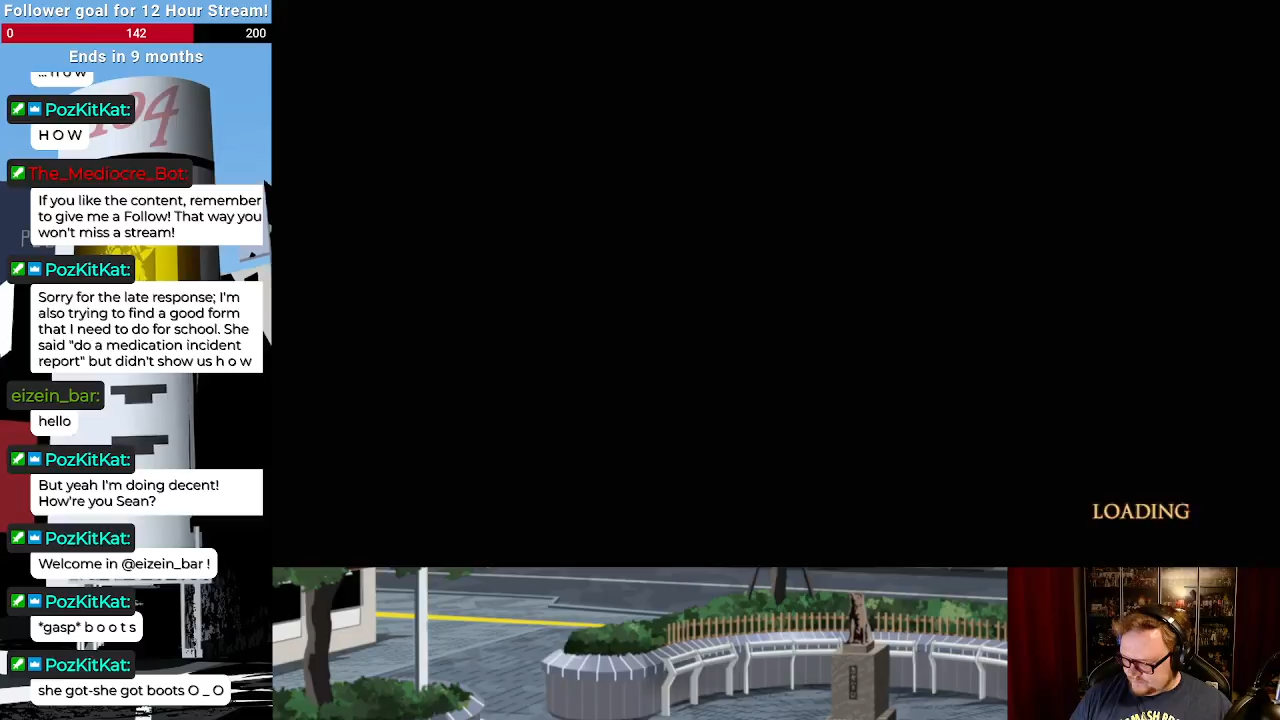 Follower goal for 12 Hour Stream!
0 142 200
Ends in 9 months
... H O W
104
PozKitKat:
H O W
The_Mediocre_Bot:
If you like the content, remember
to give me a Follow! That way you
won't miss a stream!
PozKitKat:
Sorry for the late response; I'm
also trying to find a good form
that I need to do for school. She
said "do a medication incident
report" but didn't show us h o w
eizein_bar:
hello
PozKitKat:
But yeah I'm doing decent!
How're you Sean?
PozKitKat:
Welcome in @eizein_bar !
PozKitKat:
*gasp* b o o t s
PozKitKat:
she got-she got boots O _ O
LOADING